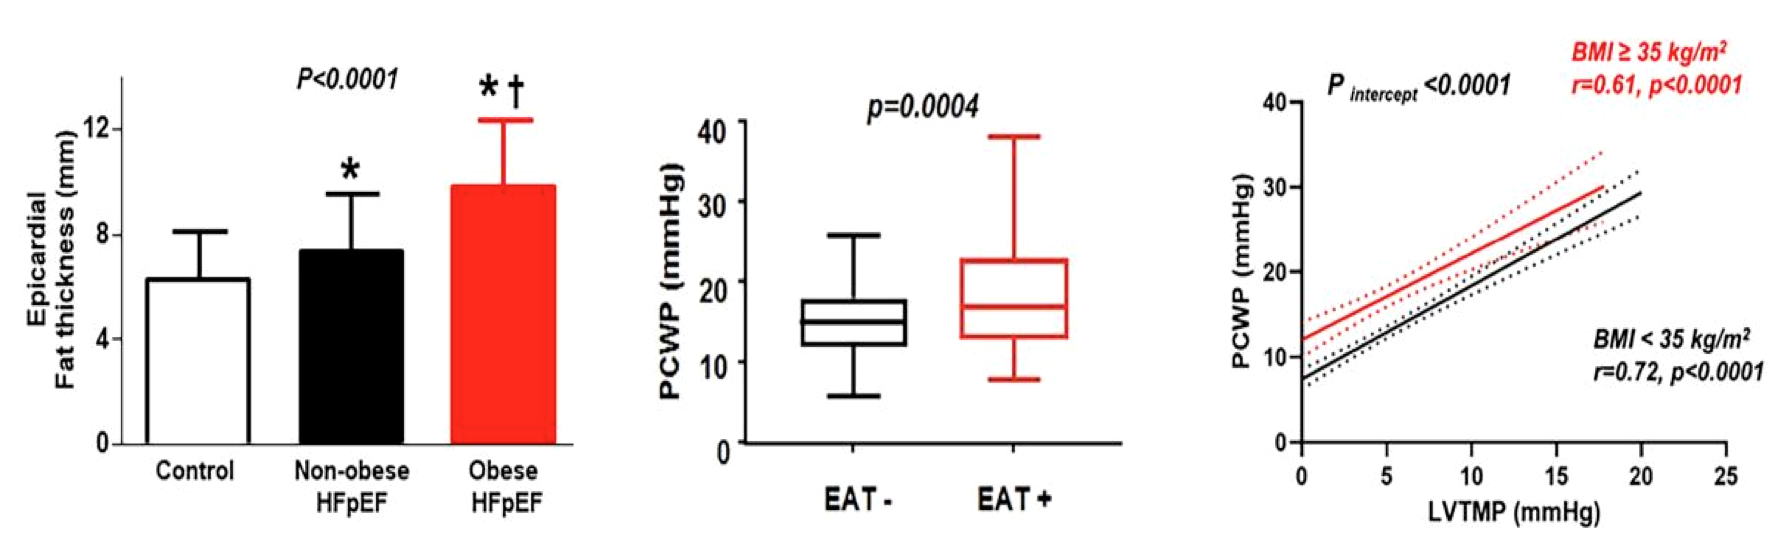 P<0.0001
* †
*
Epicardial
Fat thickness (mm)
12
8
4
0
Control
Non-obese
HFpEF
Obese
HFpEF
p=0.0004
PCWP (mmHg)
40
30
20
10
0
EAT -
EAT +
BMI ≥ 35 kg/m²
r=0.61, p<0.0001
P intercept <0.0001
PCWP (mmHg)
40
30
20
10
0
BMI < 35 kg/m²
r=0.72, p<0.0001
0 5 10 15 20 25
LVTMP (mmHg)